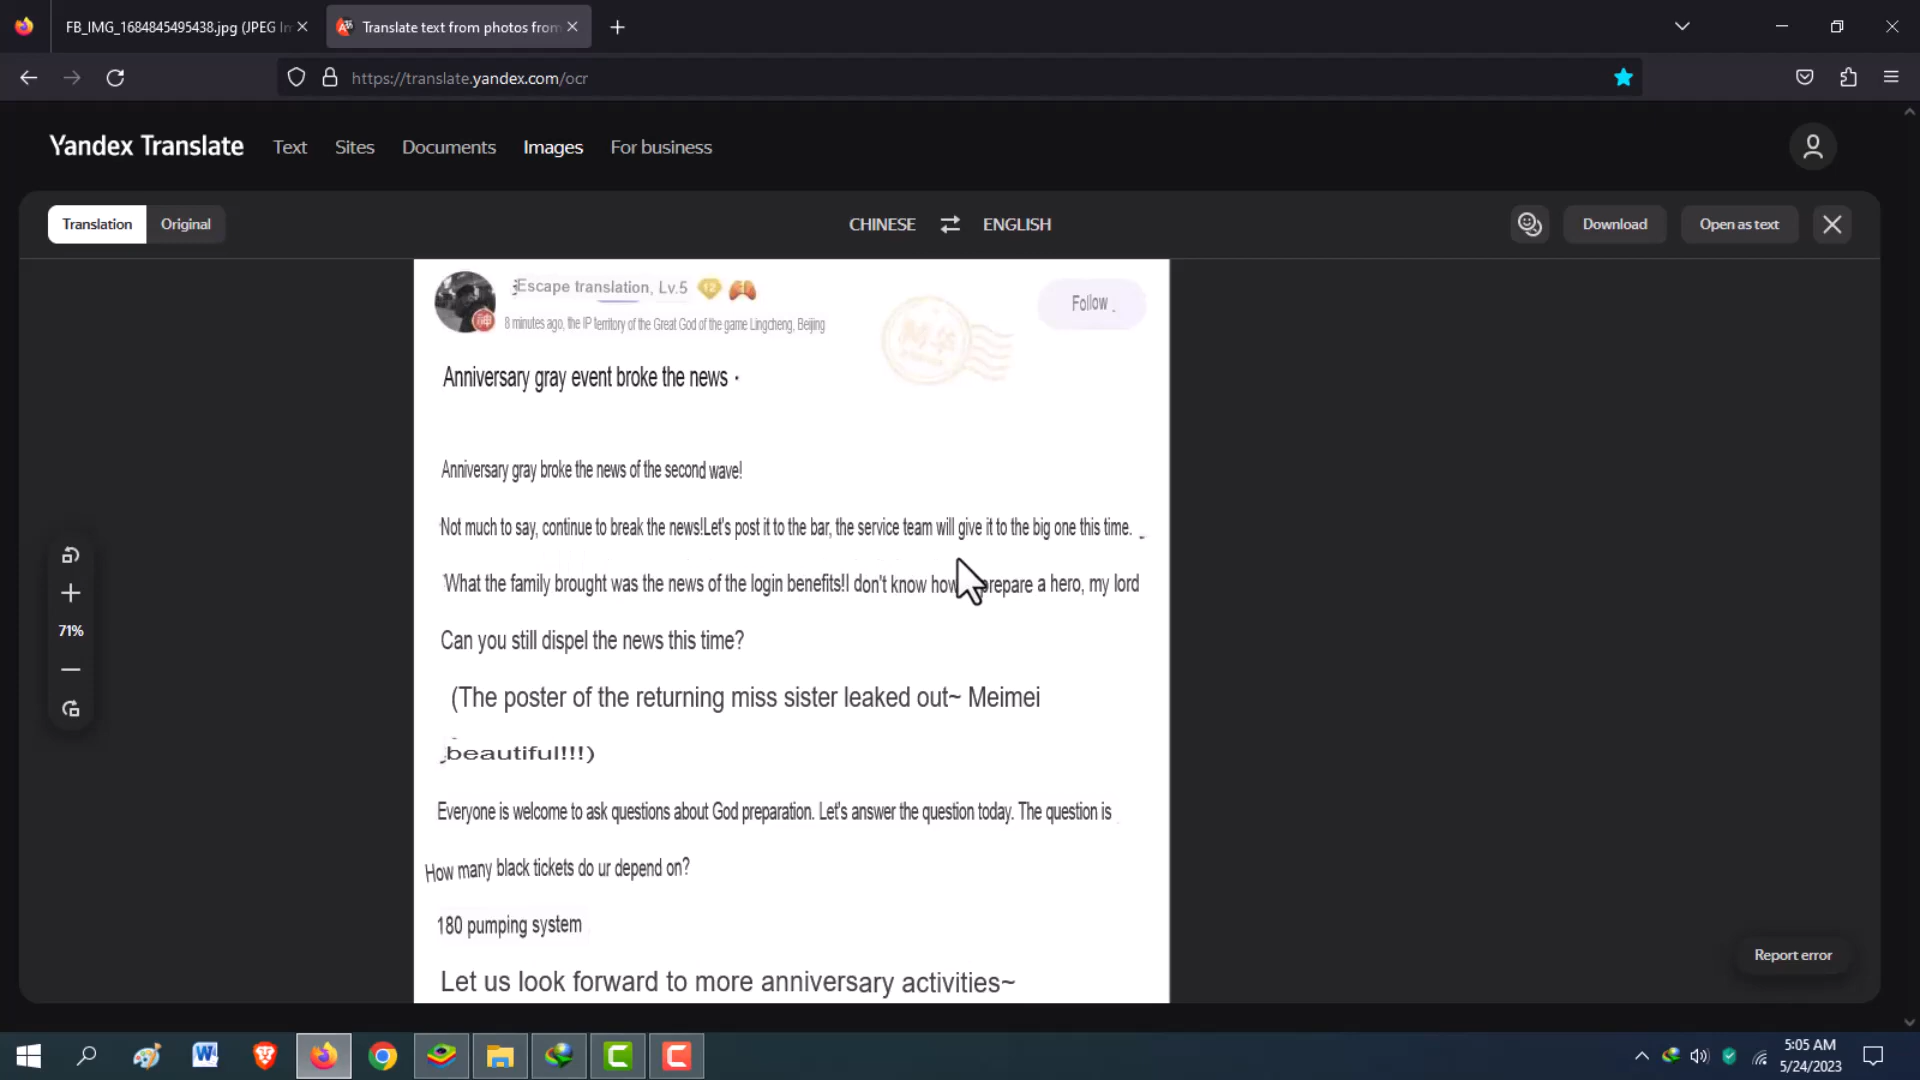 FB_IMG_1684845495438.jpg (JPEG Im
Translate text from photos from
https://translate.yandex.com/ocr
Yandex Translate
Text
Sites
Documents
Images
For business
Translation
Original
CHINESE
ENGLISH
Download
Open as text
Escape translation, Lv.5
12
Follow
8 minutes ago, the IP territory of the Great God of the game Lingcheng, Beijing
神
Anniversary gray event broke the news
Anniversary gray broke the news of the second wave!
Not much to say, continue to break the news!Let's post it to the bar, the service team will give it to the big one this time.
What the family brought was the news of the login benefits!I don't know how prepare a hero, my lord
Can you still dispel the news this time?
(The poster of the returning miss sister leaked out~ Meimei
beautiful!!!)
71%
Everyone is welcome to ask questions about God preparation. Let's answer the question today. The question is
How many black tickets do ur depend on?
180 pumping system
Let us look forward to more anniversary activities~
Report error
5:05 AM
5/24/2023